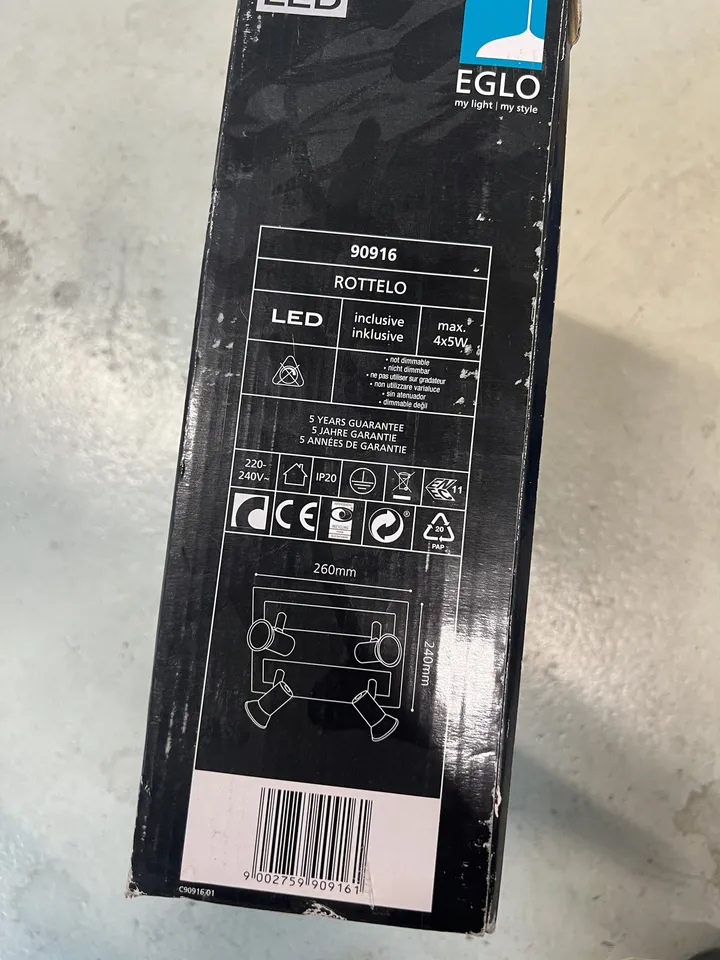 LED
EGLO
my light | my style
90916
ROTTELO
LED
inclusive
inklusive
max.
4x5W
• not dimmable
• nicht dimmbar
• ne pas utiliser sur gradateur
• non utilizzare varialuce
• sin atenuador
• dimmable değil
5 YEARS GUARANTEE
5 JAHRE GARANTIE
5 ANNÉES DE GARANTIE
220-
240V~
IP20
11
CE
RECYCLING
®
20
PAP
260mm
240mm
9 002759 909161
C90916 01